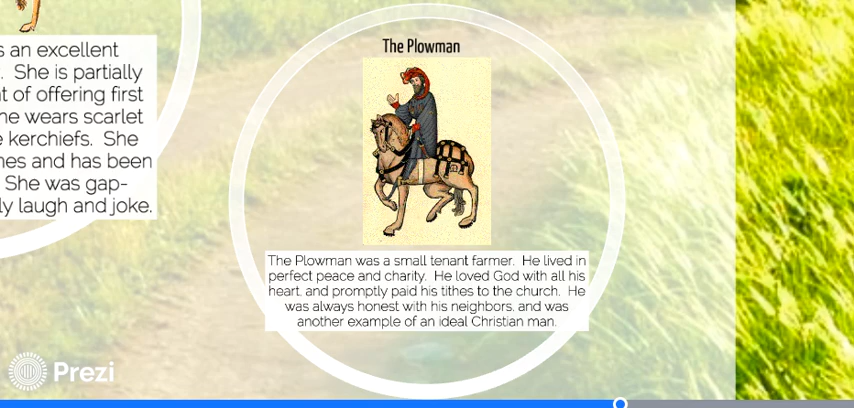 s an excellent
She is partially
of offering first
wears scarlet
kerchiefs. She
and has been
She was gap-
laugh and joke.
The Plowman
The Plowman was a small tenant farmer. He lived in
perfect peace and charity. He loved God with all his
heart, and promptly paid his tithes to the church. He
was always honest with his neighbors, and was
another example of an ideal Christian man.
Prezi